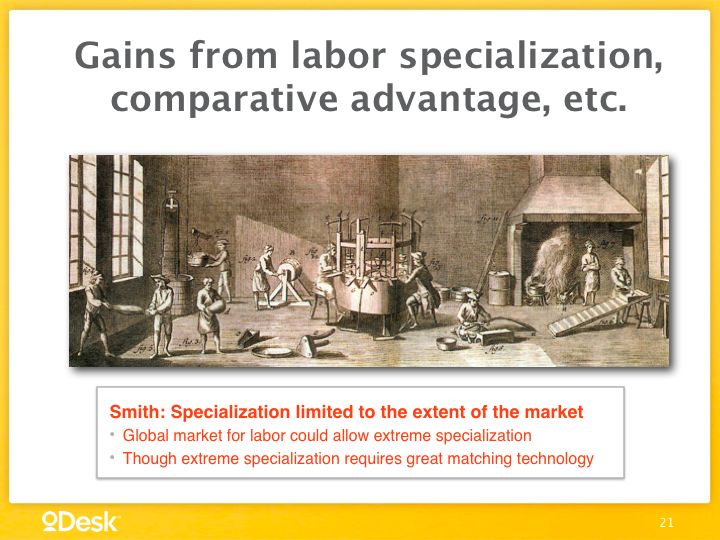 Gains from labor specialization,
comparative advantage, etc.
Smith: Specialization limited to the extent of the market
• Global market for labor could allow extreme specialization
• Though extreme specialization requires great matching technology
oDesk™
21